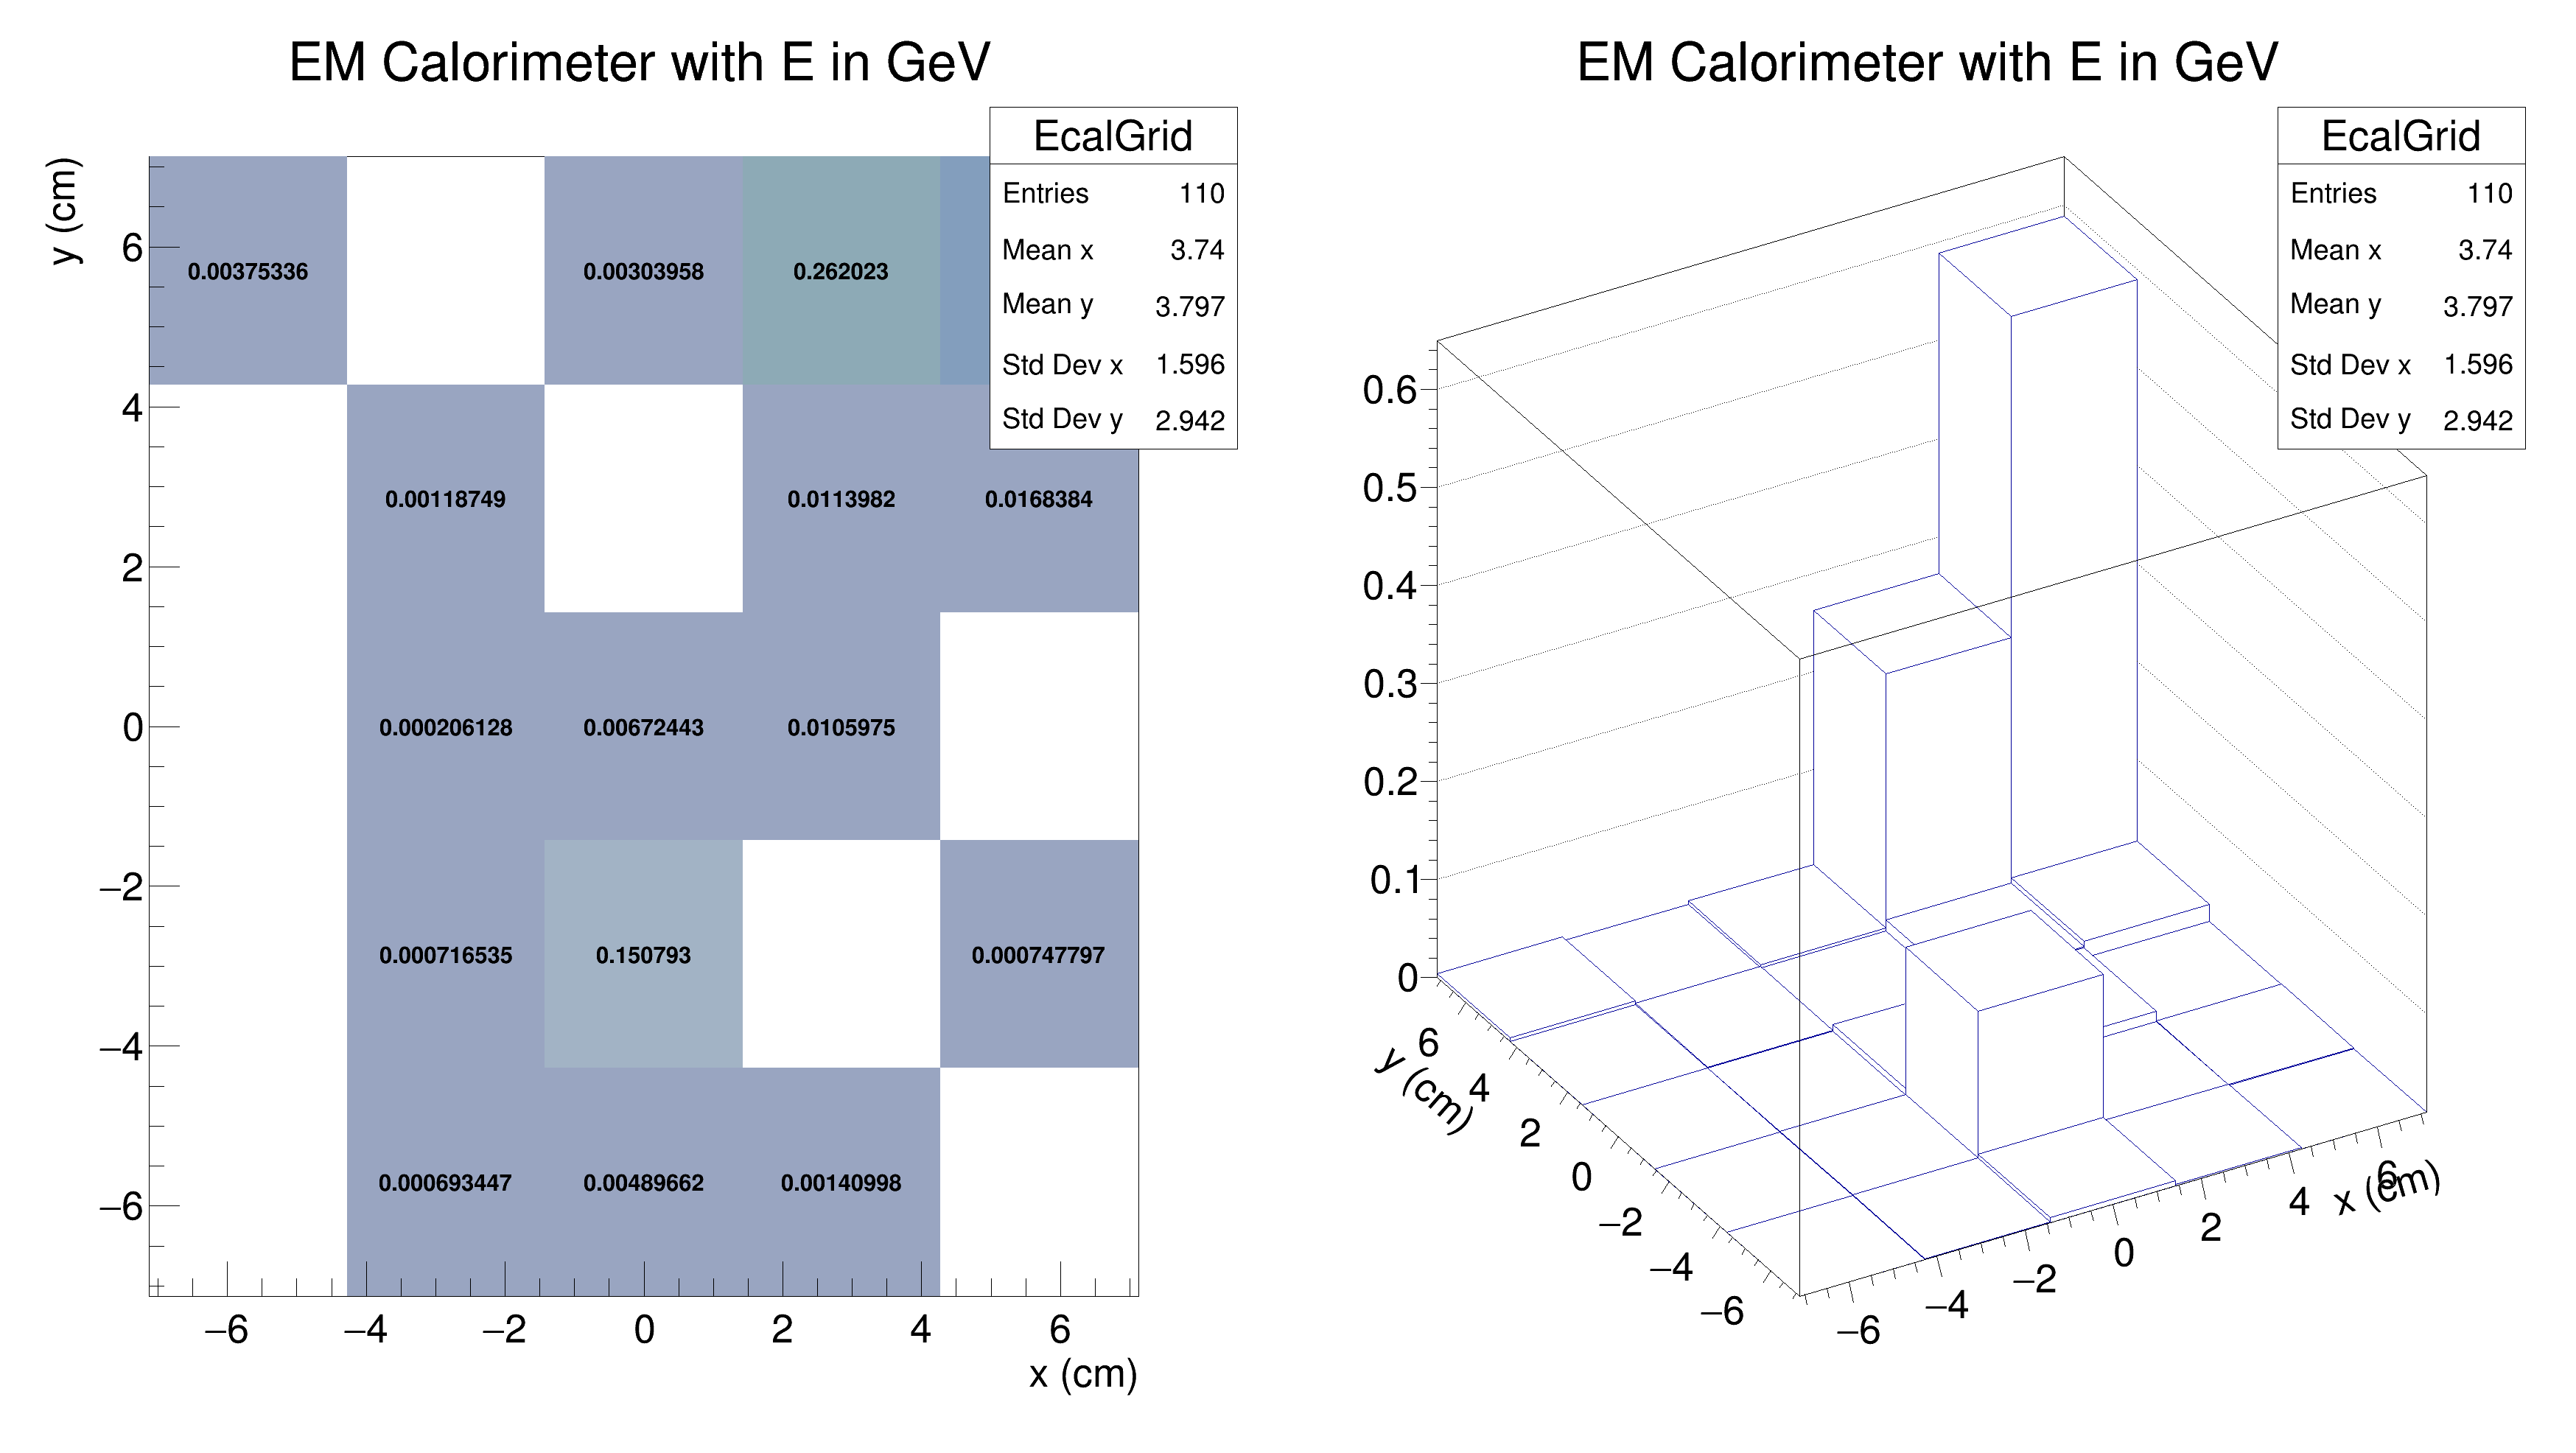 EM Calorimeter with E in GeV
EcalGrid
Entries 110
Mean x 3.74
Mean y 3.797
Std Dev x 1.596
Std Dev y 2.942
y (cm)
6
4
2
0
−2
−4
−6
0.00375336 0.00303958 0.262023
0.00118749 0.0113982 0.0168384
0.000206128 0.00672443 0.0105975
0.000716535 0.150793 0.000747797
0.000693447 0.00489662 0.00140998
−6 −4 −2 0 2 4 6
x (cm)
EM Calorimeter with E in GeV
EcalGrid
Entries 110
Mean x 3.74
Mean y 3.797
Std Dev x 1.596
Std Dev y 2.942
0.6
0.5
0.4
0.3
0.2
0.1
0
6
4
2
0
−2
−4
−6
y (cm)
−6 −4 −2 0 2 4 6
x (cm)